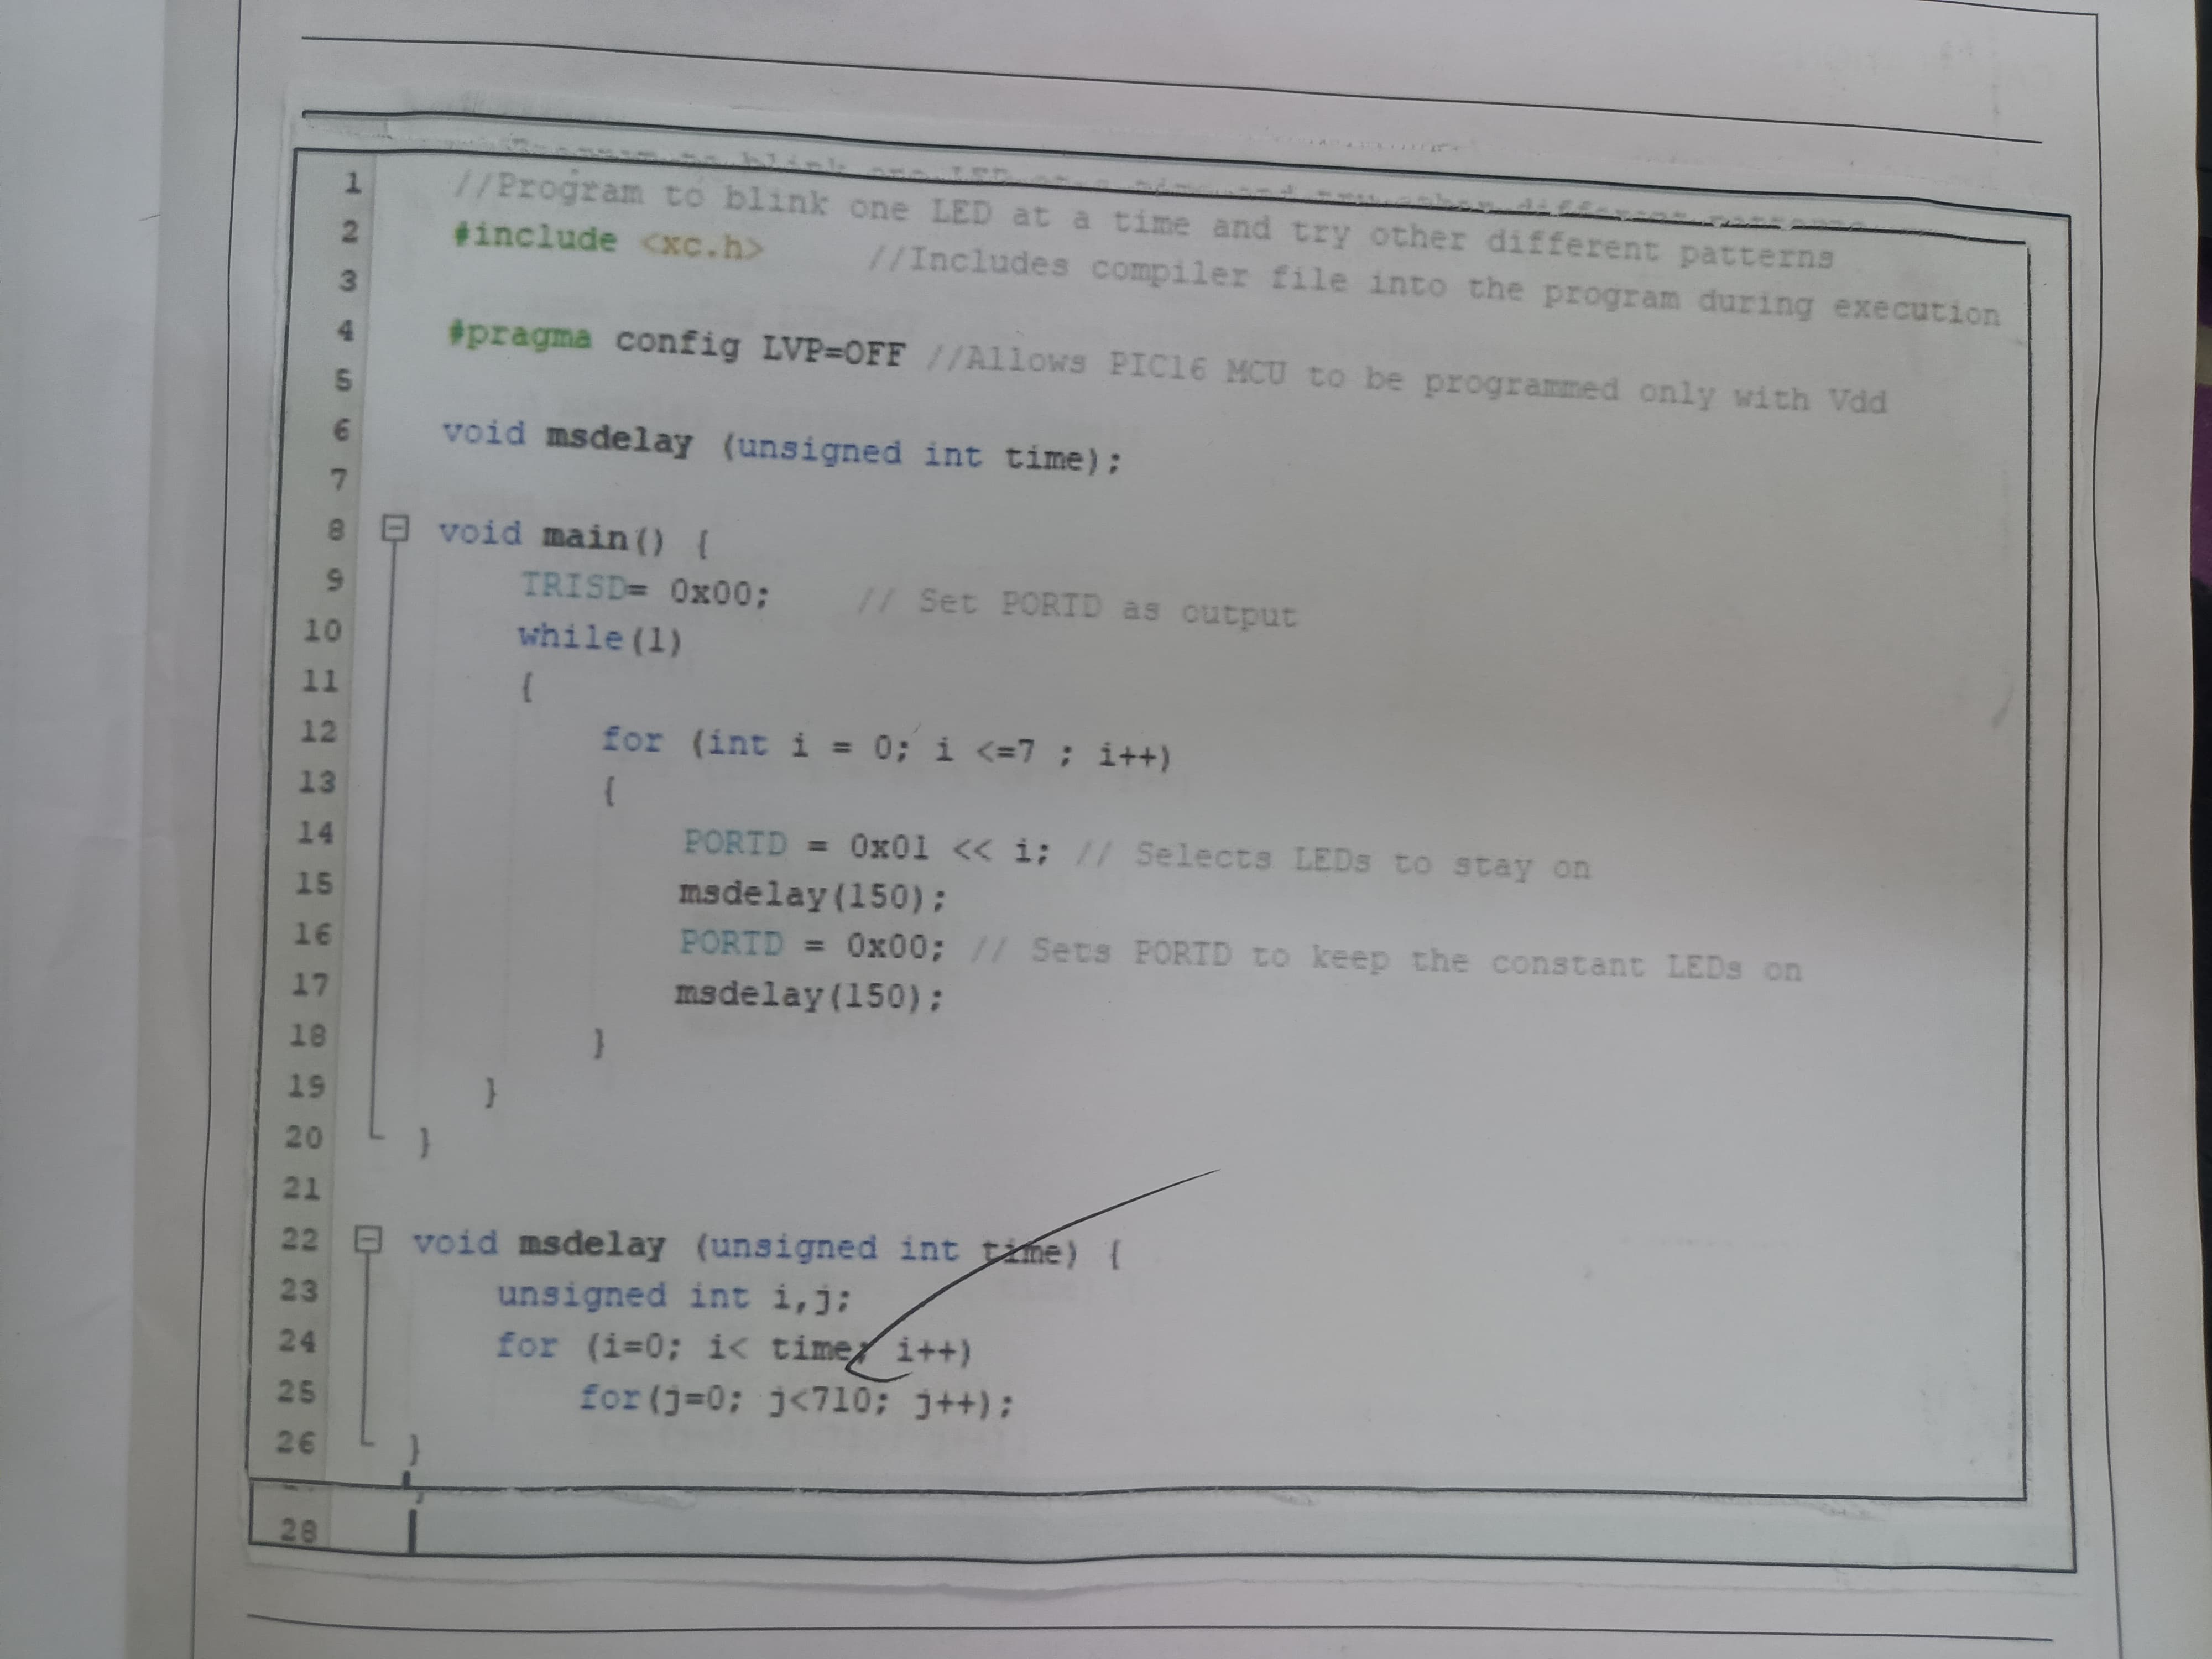 1 //Program to blink one LED at a time and try other different patterns
2 #include <xc.h> //Includes compiler file into the program during execution
3
4 #pragma config LVP=OFF //Allows PIC16 MCU to be programmed only with Vdd
5
6 void msdelay (unsigned int time);
7
8 void main() {
9 TRISD= 0x00; // Set PORTD as output
10 while(1)
11 {
12 for (int i = 0; i <=7 ; i++)
13 {
14 PORTD = 0x01 << i; // Selects LEDs to stay on
15 msdelay(150);
16 PORTD = 0x00; // Sets PORTD to keep the constant LEDs on
17 msdelay(150);
18 }
19 }
20 }
21
22 void msdelay (unsigned int time) {
23 unsigned int i,j;
24 for (i=0; i< time; i++)
25 for(j=0; j<710; j++);
26 }
28